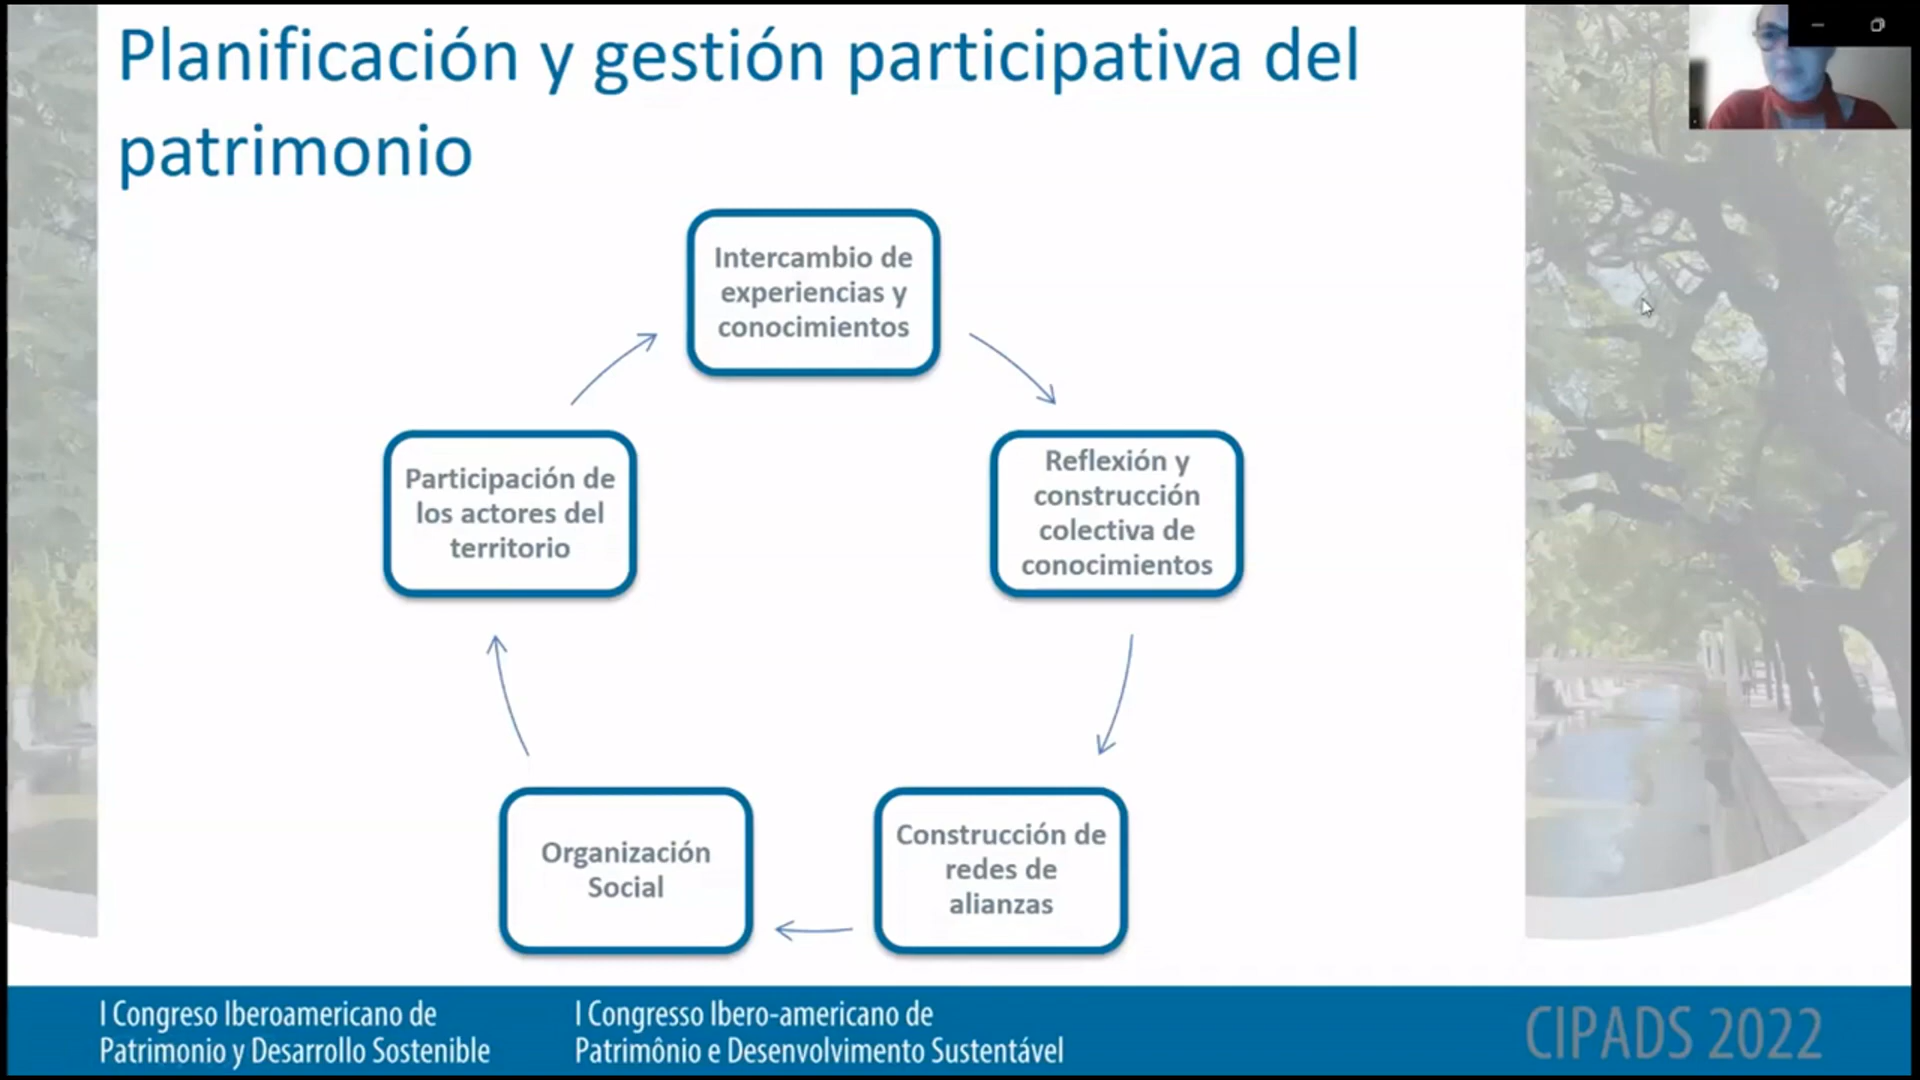 Planificación y gestión participativa del
patrimonio
Intercambio de
experiencias y
conocimientos
Reflexión y
construcción
colectiva de
conocimientos
Construcción de
redes de
alianzas
Organización
Social
Participación de
los actores del
territorio
I Congreso Iberoamericano de
Patrimonio y Desarrollo Sostenible
I Congresso Ibero-americano de
Patrimônio e Desenvolvimento Sustentável
CIPADS 2022